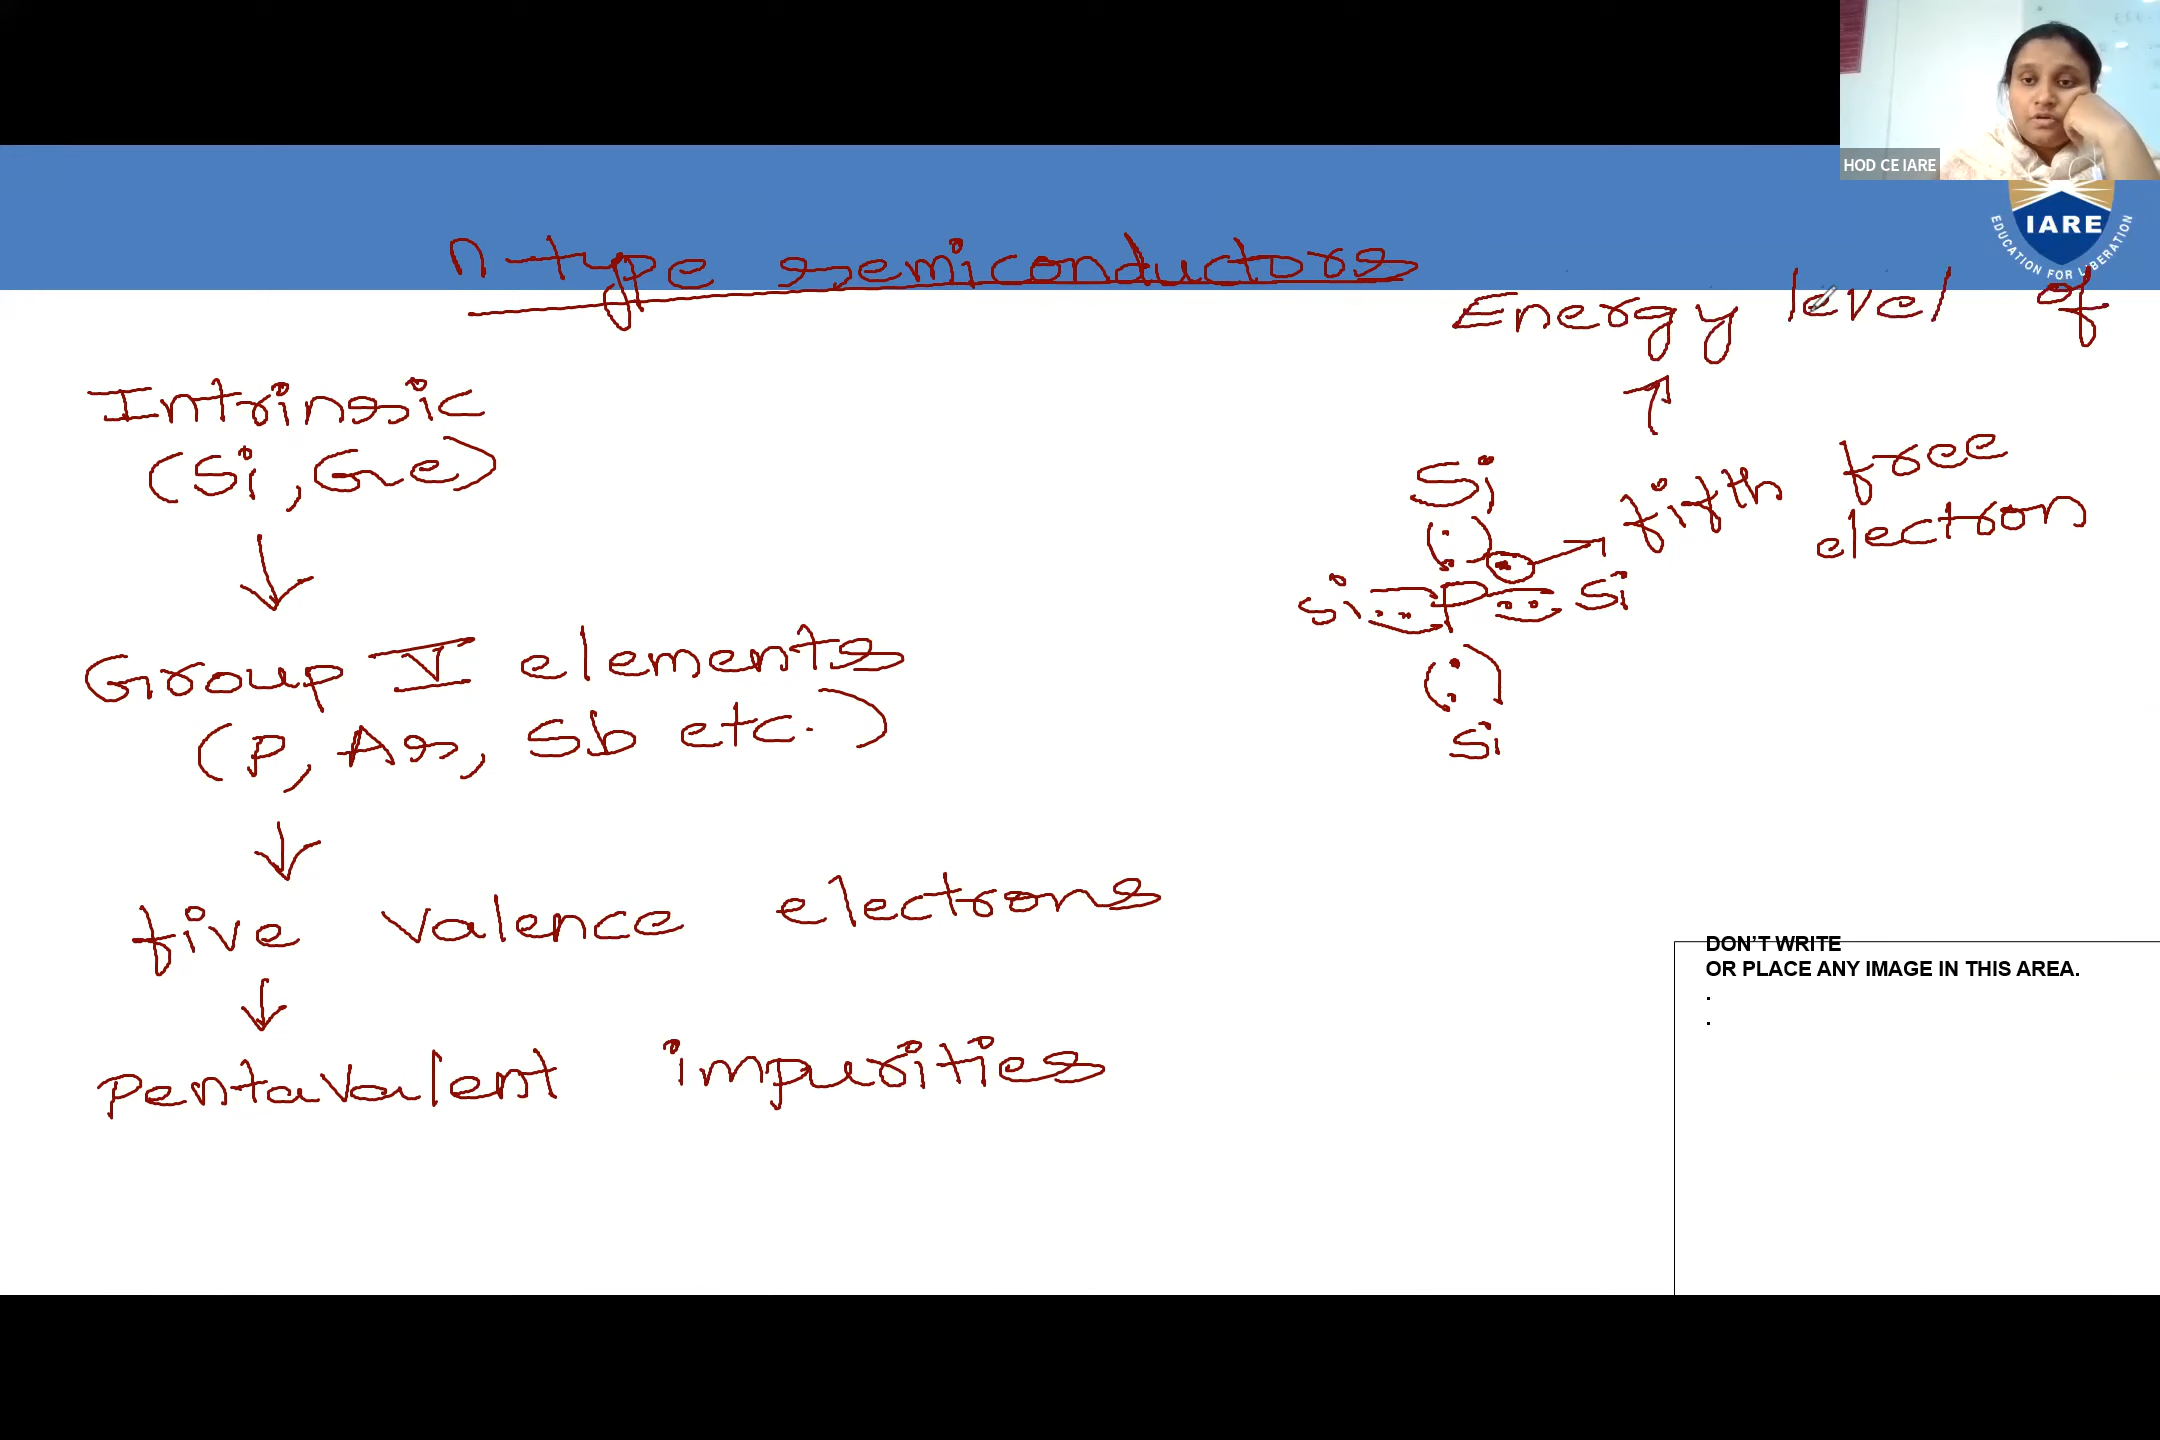 HOD CE IARE
IARE
EDUCATION FOR LIBERATION
n-type semiconductors
Energy level of
Intrinsic
(Si, Ge)
Group V elements
(P, As, Sb etc.)
five valence electrons
pentavalent impurities
Si
fifth free
electron
Si P Si
Si
DON'T WRITE
OR PLACE ANY IMAGE IN THIS AREA.
.
.